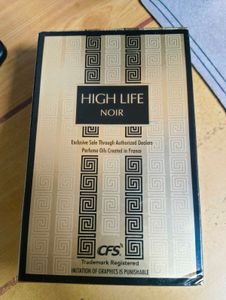 HIGH LIFE
NOIR
Exclusive Sale Through Authorized Dealers
Perfume Oils Created in France
CFS
Trademark Registered
IMITATION OF GRAPHICS IS PUNISHABLE